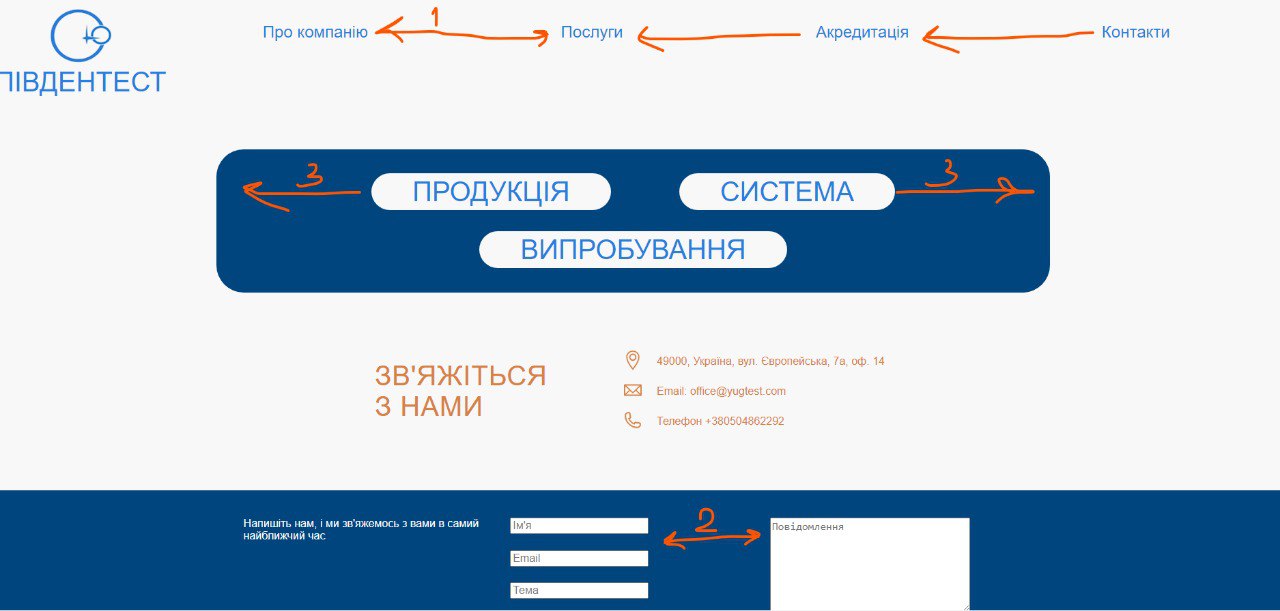 1
Про компанію Послуги Акредитація Контакти
ПІВДЕНТЕСТ
3 3
ПРОДУКЦІЯ СИСТЕМА
ВИПРОБУВАННЯ
ЗВ'ЯЖІТЬСЯ
З НАМИ
49000, Україна, вул. Європейська, 7а, оф. 14
Email: office@yugtest.com
Телефон +380504862292
2
Напишіть нам, і ми зв'яжемось з вами в самий
найближчий час
Ім'я
Email
Тема
Повідомлення